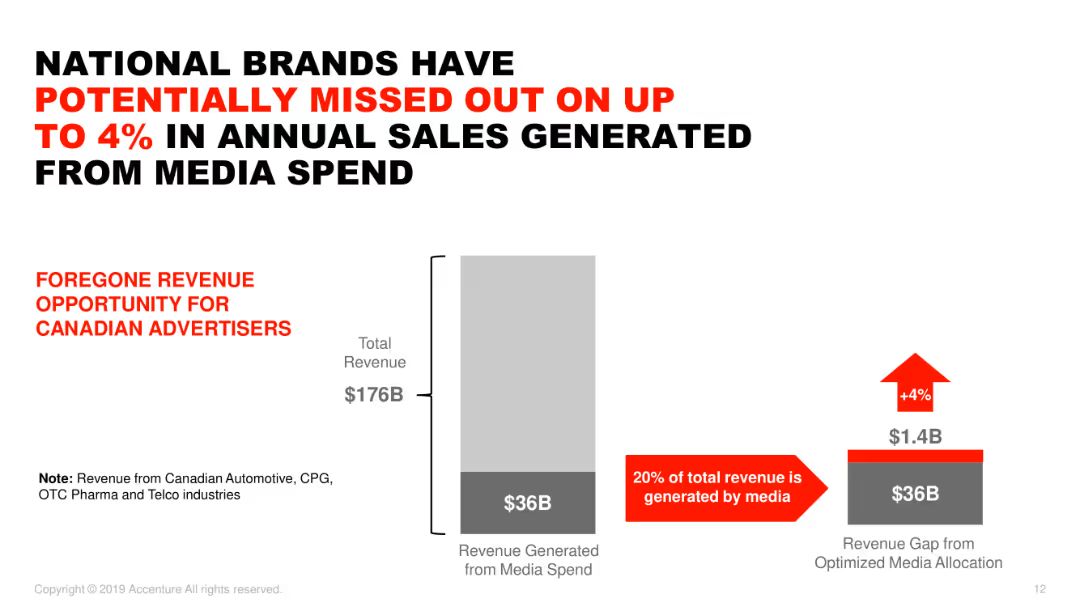 NATIONAL BRANDS HAVE
POTENTIALLY MISSED OUT ON UP
TO 4% IN ANNUAL SALES GENERATED
FROM MEDIA SPEND
FOREGONE REVENUE
OPPORTUNITY FOR
CANADIAN ADVERTISERS
Total
Revenue
$176B
Note: Revenue from Canadian Automotive, CPG,
OTC Pharma and Telco industries
$36B
Revenue Generated
from Media Spend
20% of total revenue is
generated by media
+4%
$1.4B
$36B
Revenue Gap from
Optimized Media Allocation
Copyright © 2019 Accenture All rights reserved.
12